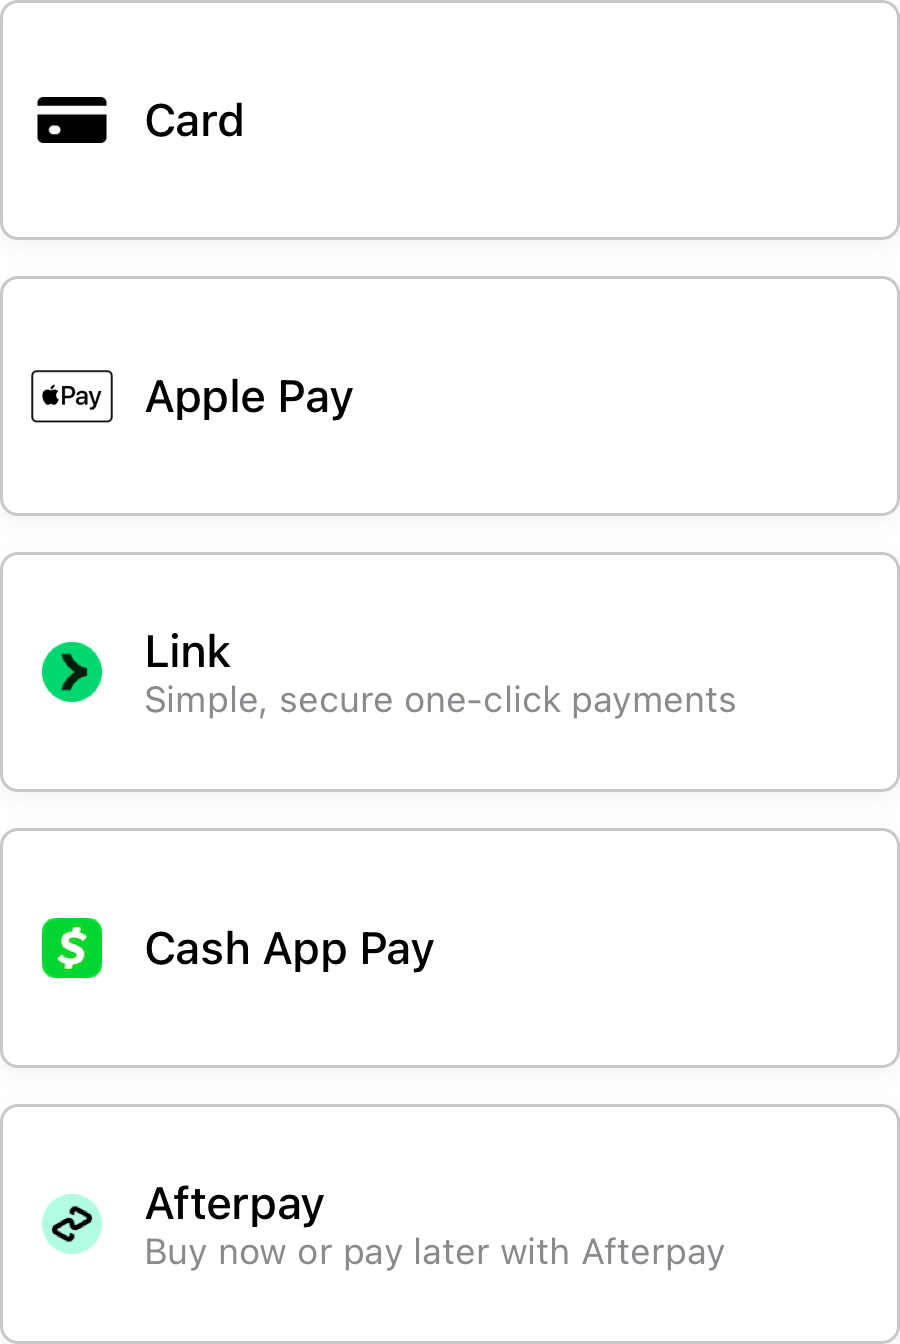 Card
Pay
Apple Pay
Link
Simple, secure one-click payments
$
Cash App Pay
Afterpay
Buy now or pay later with Afterpay